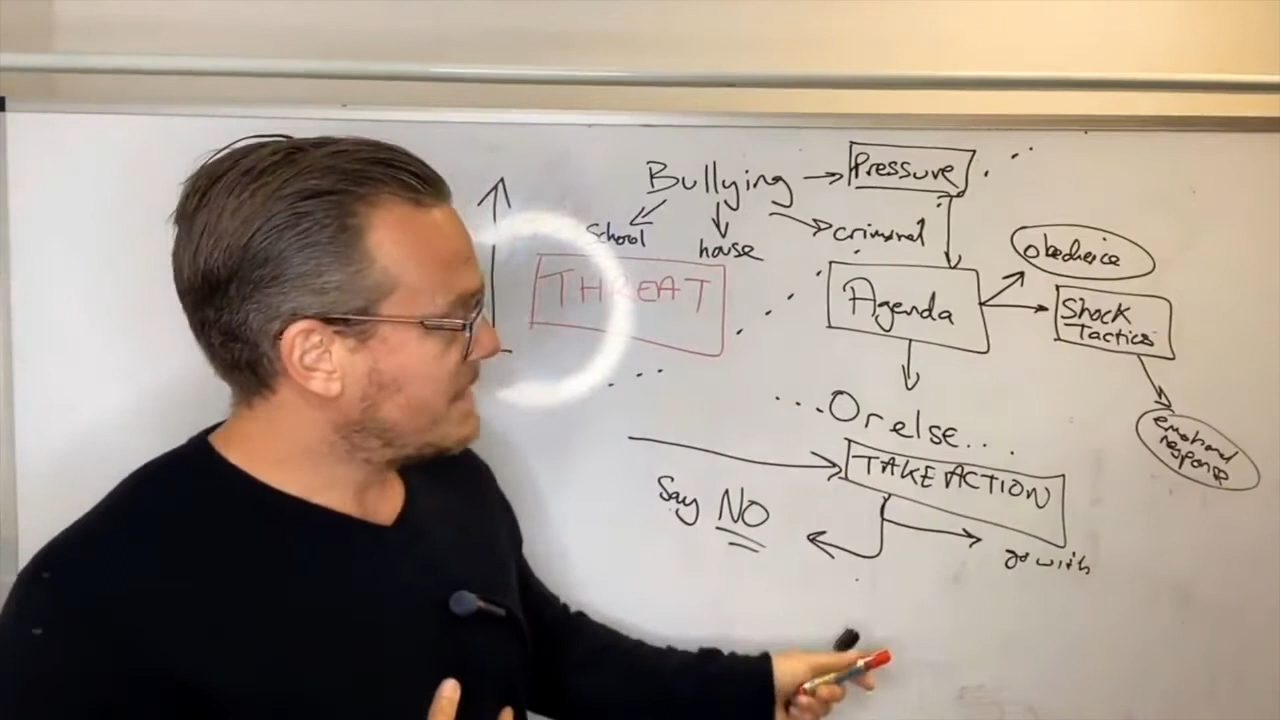 Bullying
Pressure
School
house
criminal
THREAT
Agenda
obedience
Shock
Tactics
emotional
response
...Or else...
TAKE ACTION
Say NO
go with